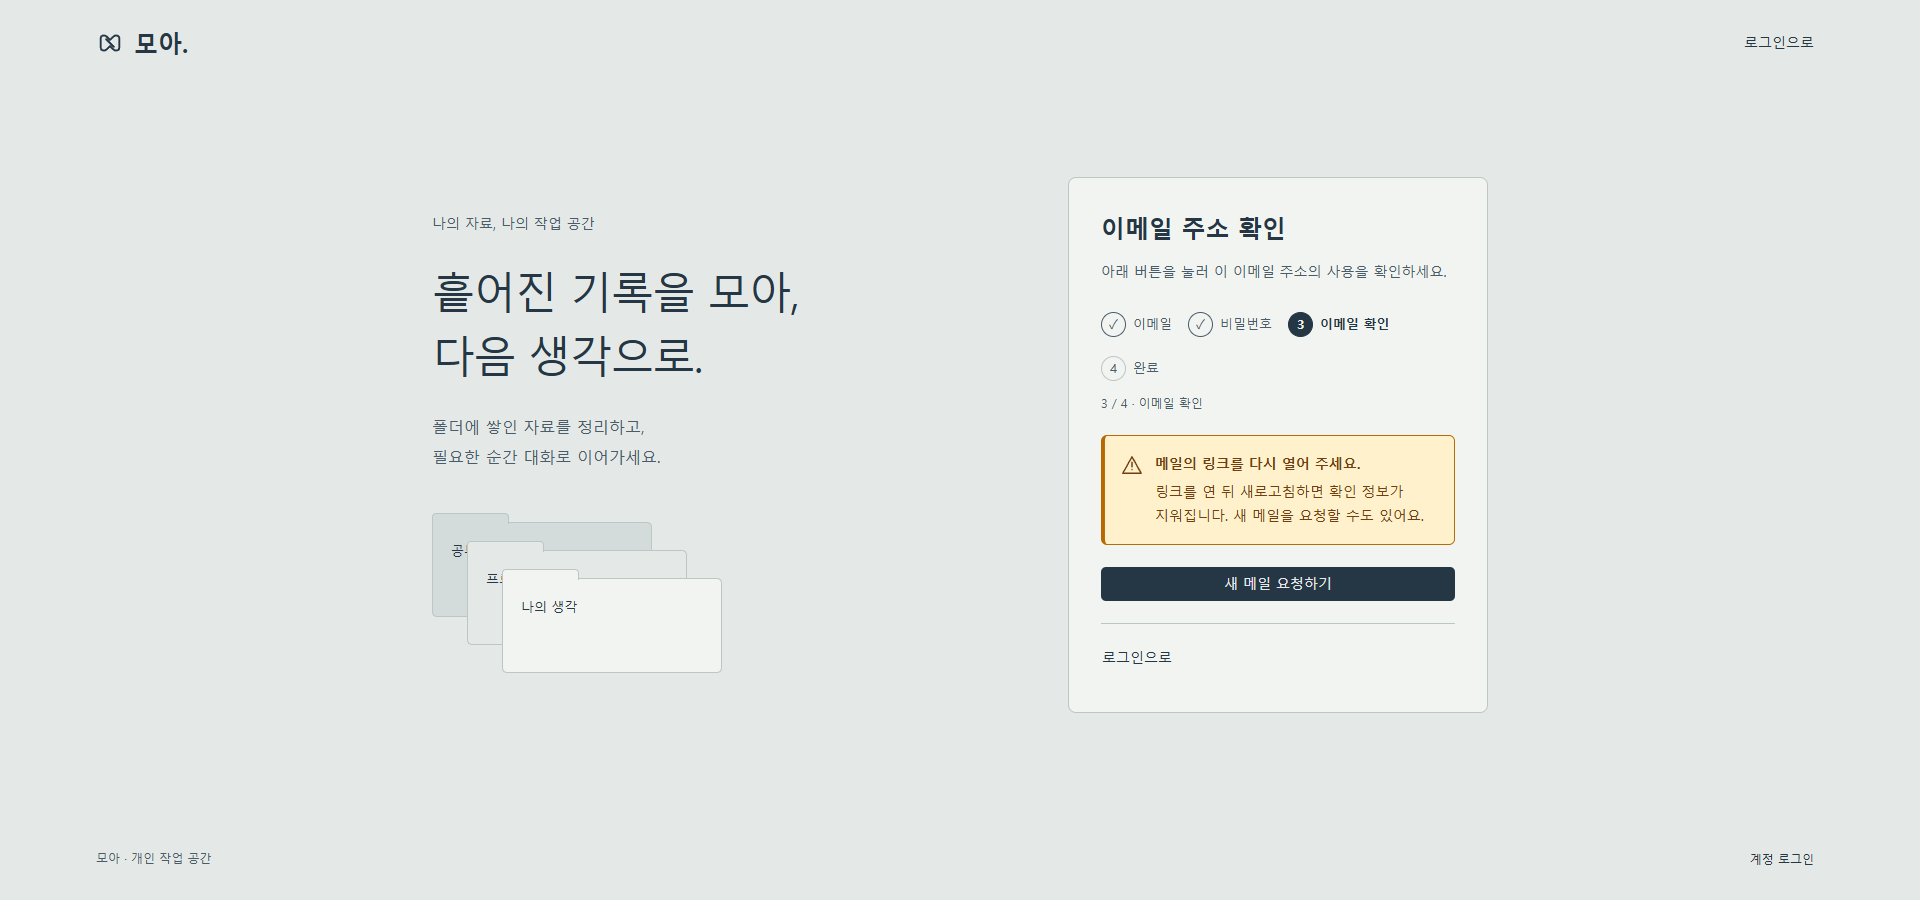 모아.
로그인으로
나의 자료, 나의 작업 공간
흩어진 기록을 모아,
다음 생각으로.
폴더에 쌓인 자료를 정리하고,
필요한 순간 대화로 이어가세요.
나의 생각
이메일 주소 확인
아래 버튼을 눌러 이 이메일 주소의 사용을 확인하세요.
이메일 비밀번호 3 이메일 확인
4 완료
3 / 4 · 이메일 확인
메일의 링크를 다시 열어 주세요.
링크를 연 뒤 새로고침하면 확인 정보가
지워집니다. 새 메일을 요청할 수도 있어요.
새 메일 요청하기
로그인으로
모아 · 개인 작업 공간
계정 로그인